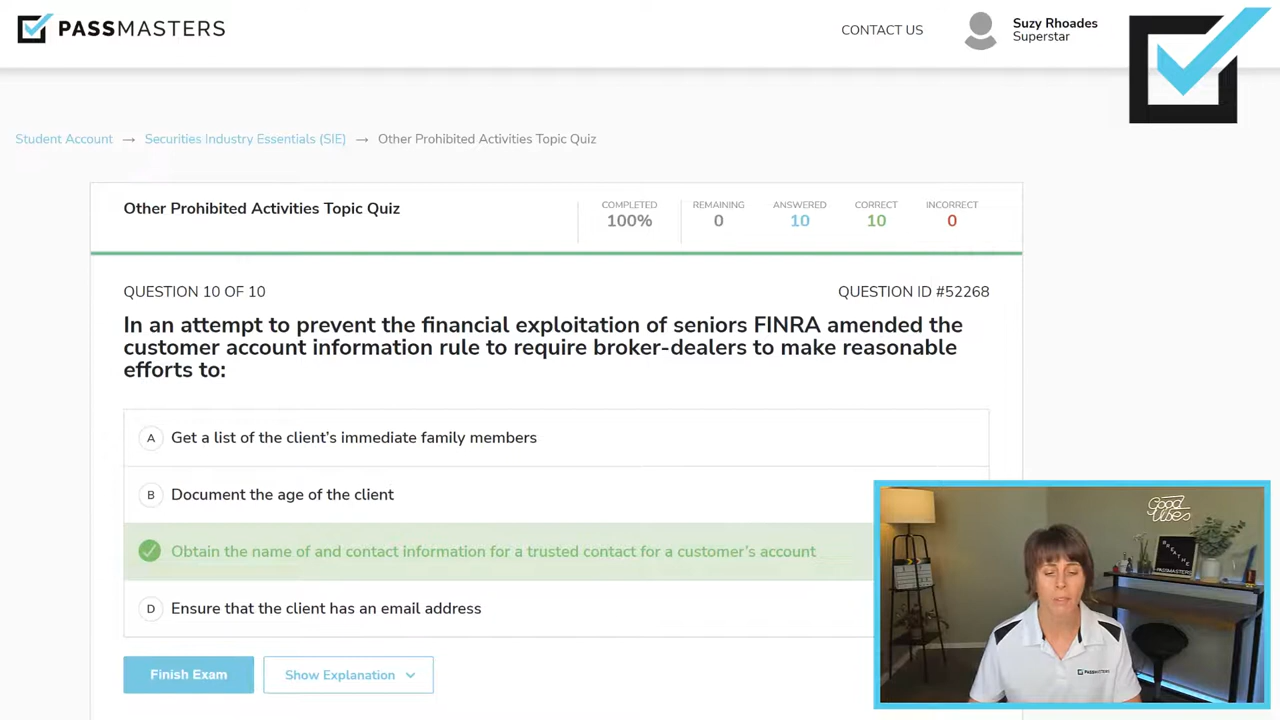 PASSMASTERS
CONTACT US
Suzy Rhoades
Superstar
Student Account → Securities Industry Essentials (SIE) → Other Prohibited Activities Topic Quiz
Other Prohibited Activities Topic Quiz
COMPLETED
100%
REMAINING
0
ANSWERED
10
CORRECT
10
INCORRECT
0
QUESTION 10 OF 10
QUESTION ID #52268
In an attempt to prevent the financial exploitation of seniors FINRA amended the
customer account information rule to require broker-dealers to make reasonable
efforts to:
A Get a list of the client's immediate family members
B Document the age of the client
Obtain the name of and contact information for a trusted contact for a customer's account
D Ensure that the client has an email address
Finish Exam
Show Explanation
Good
Vibes
BREATHE
PASSMASTERS
PASSMASTERS